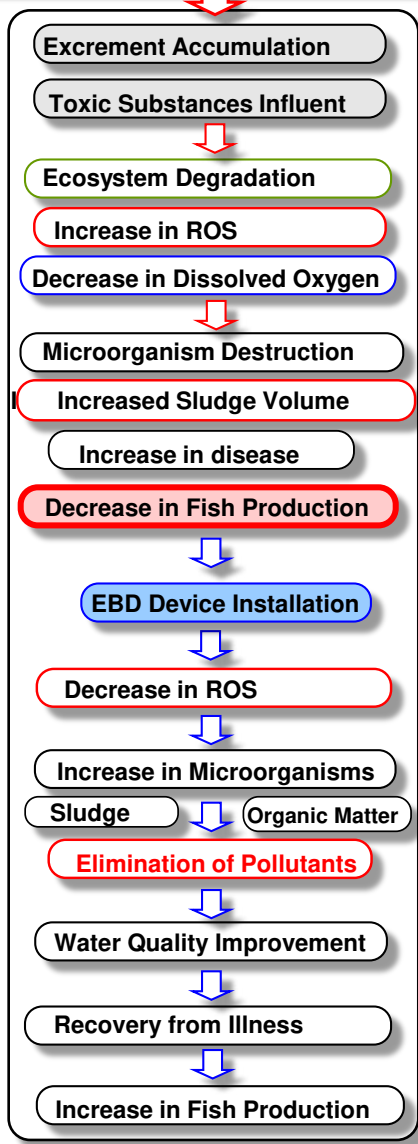 Excrement Accumulation
Toxic Substances Influent
Ecosystem Degradation
Increase in ROS
Decrease in Dissolved Oxygen
Microorganism Destruction
I
Increased Sludge Volume
Increase in disease
Decrease in Fish Production
EBD Device Installation
Decrease in ROS
Increase in Microorganisms
Sludge
Organic Matter
Elimination of Pollutants
Water Quality Improvement
Recovery from Illness
Increase in Fish Production